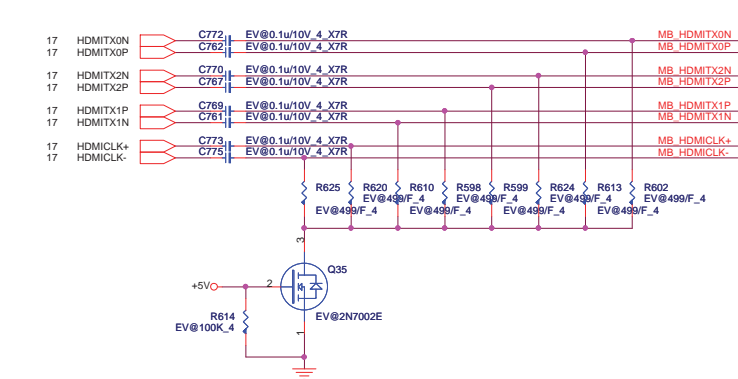 17 HDMITX0N C772 EV@0.1u/10V_4_X7R MB_HDMITX0N
17 HDMITX0P C762 EV@0.1u/10V_4_X7R MB_HDMITX0P
17 HDMITX2N C770 EV@0.1u/10V_4_X7R MB_HDMITX2N
17 HDMITX2P C767 EV@0.1u/10V_4_X7R MB_HDMITX2P
17 HDMITX1P C769 EV@0.1u/10V_4_X7R MB_HDMITX1P
17 HDMITX1N C761 EV@0.1u/10V_4_X7R MB_HDMITX1N
17 HDMICLK+ C773 EV@0.1u/10V_4_X7R MB_HDMICLK+
17 HDMICLK- C775 EV@0.1u/10V_4_X7R MB_HDMICLK-
R625 R620 R610 R598 R599 R624 R613 R602
EV@499/F_4 EV@499/F_4 EV@499/F_4 EV@499/F_4
EV@499/F_4 EV@499/F_4 EV@499/F_4 EV@499/F_4
3
Q35
+5V 2
R614 EV@2N7002E
EV@100K_4
1